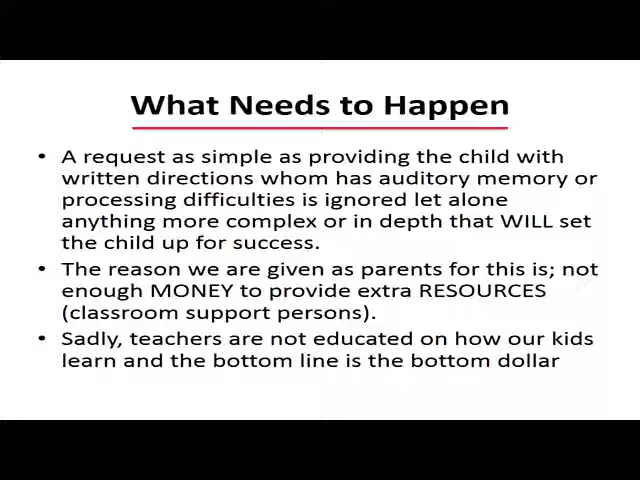 What Needs to Happen
• A request as simple as providing the child with
written directions whom has auditory memory or
processing difficulties is ignored let alone
anything more complex or in depth that WILL set
the child up for success.
• The reason we are given as parents for this is; not
enough MONEY to provide extra RESOURCES
(classroom support persons).
• Sadly, teachers are not educated on how our kids
learn and the bottom line is the bottom dollar